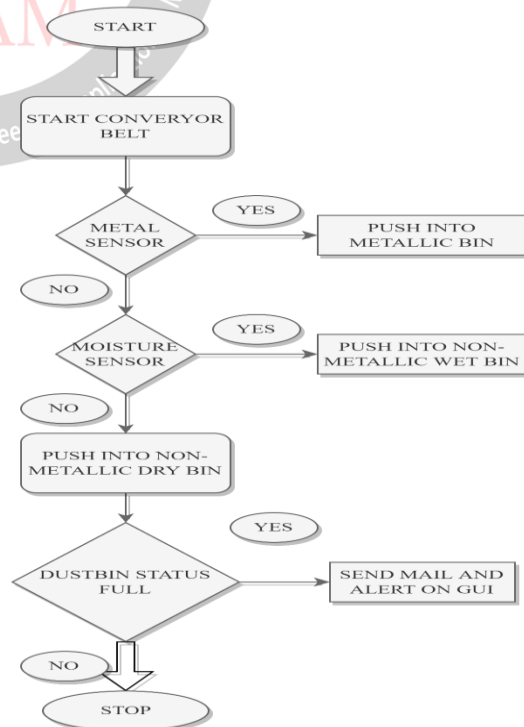 START
START CONVERYOR
BELT
METAL
SENSOR
YES
PUSH INTO
METALLIC BIN
NO
MOISTURE
SENSOR
YES
PUSH INTO NON-
METALLIC WET BIN
NO
PUSH INTO NON-
METALLIC DRY BIN
YES
DUSTBIN STATUS
FULL
SEND MAIL AND
ALERT ON GUI
NO
STOP